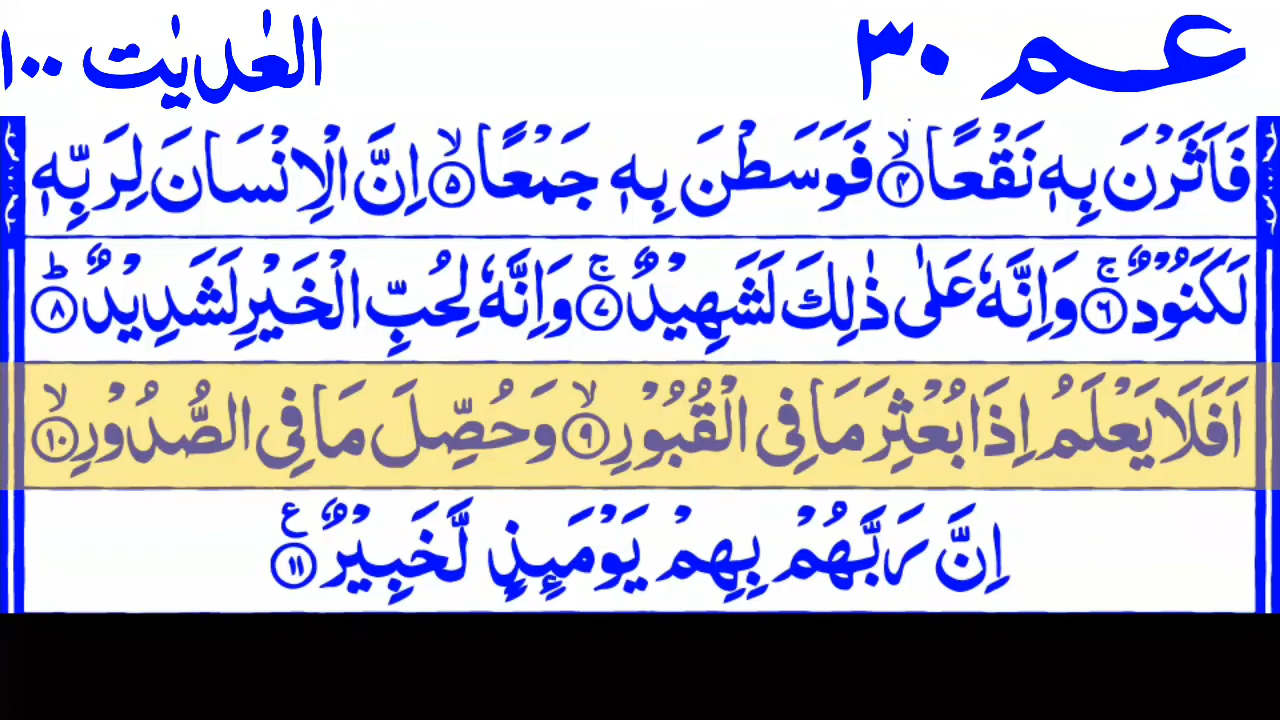 عم ٣٠ العٰدیٰت ١٠٠
فَاَثَرْنَ بِهٖ نَقْعًا ۙ﴿۴﴾ فَوَسَطْنَ بِهٖ جَمْعًا ۙ﴿۵﴾ اِنَّ الْاِنْسَانَ لِرَبِّهٖ
لَكَنُوْدٌ ۚ﴿۶﴾ وَاِنَّهٗ عَلٰى ذٰلِكَ لَشَهِيْدٌ ۚ﴿۷﴾ وَاِنَّهٗ لِحُبِّ الْخَيْرِ لَشَدِيْدٌ ؕ﴿۸﴾
اَفَلَا يَعْلَمُ اِذَا بُعْثِرَ مَا فِى الْقُبُوْرِ ۙ﴿۹﴾ وَحُصِّلَ مَا فِى الصُّدُوْرِ ۙ﴿۱۰﴾
اِنَّ رَبَّهُمْ بِهِمْ يَوْمَئِذٍ لَّخَبِيْرٌ ﴿۱۱﴾ ع